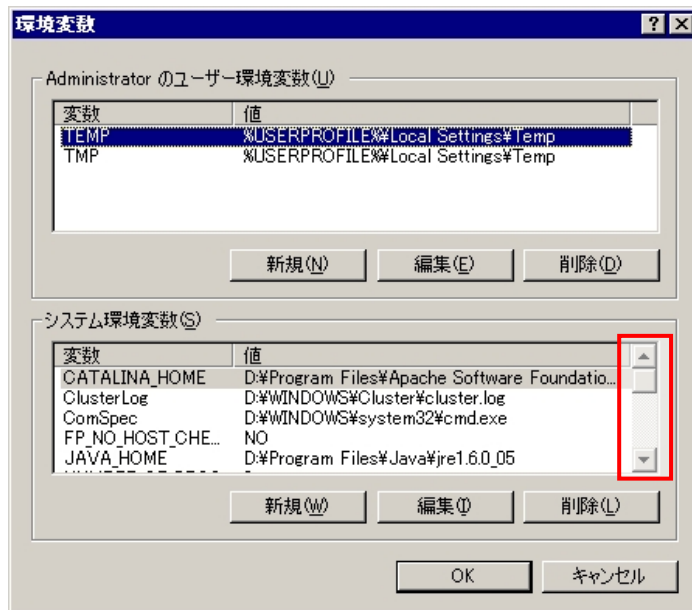 環境変数
Administrator のユーザー環境変数(U)
変数 値
TEMP %USERPROFILE%¥Local Settings¥Temp
TMP %USERPROFILE%¥Local Settings¥Temp
新規(N) 編集(E) 削除(D)
システム環境変数(S)
変数 値
CATALINA_HOME D:¥Program Files¥Apache Software Foundatio...
ClusterLog D:¥WINDOWS¥Cluster¥cluster.log
ComSpec D:¥WINDOWS¥system32¥cmd.exe
FP_NO_HOST_CHE... NO
JAVA_HOME D:¥Program Files¥Java¥jre1.6.0_05
新規(W) 編集(I) 削除(L)
OK キャンセル